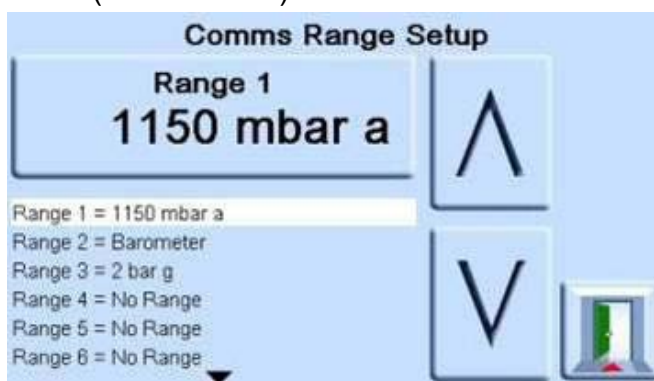 Comms Range Setup
Range 1
1150 mbar a
Range 1 = 1150 mbar a
Range 2 = Barometer
Range 3 = 2 bar g
Range 4 = No Range
Range 5 = No Range
Range 6 = No Range